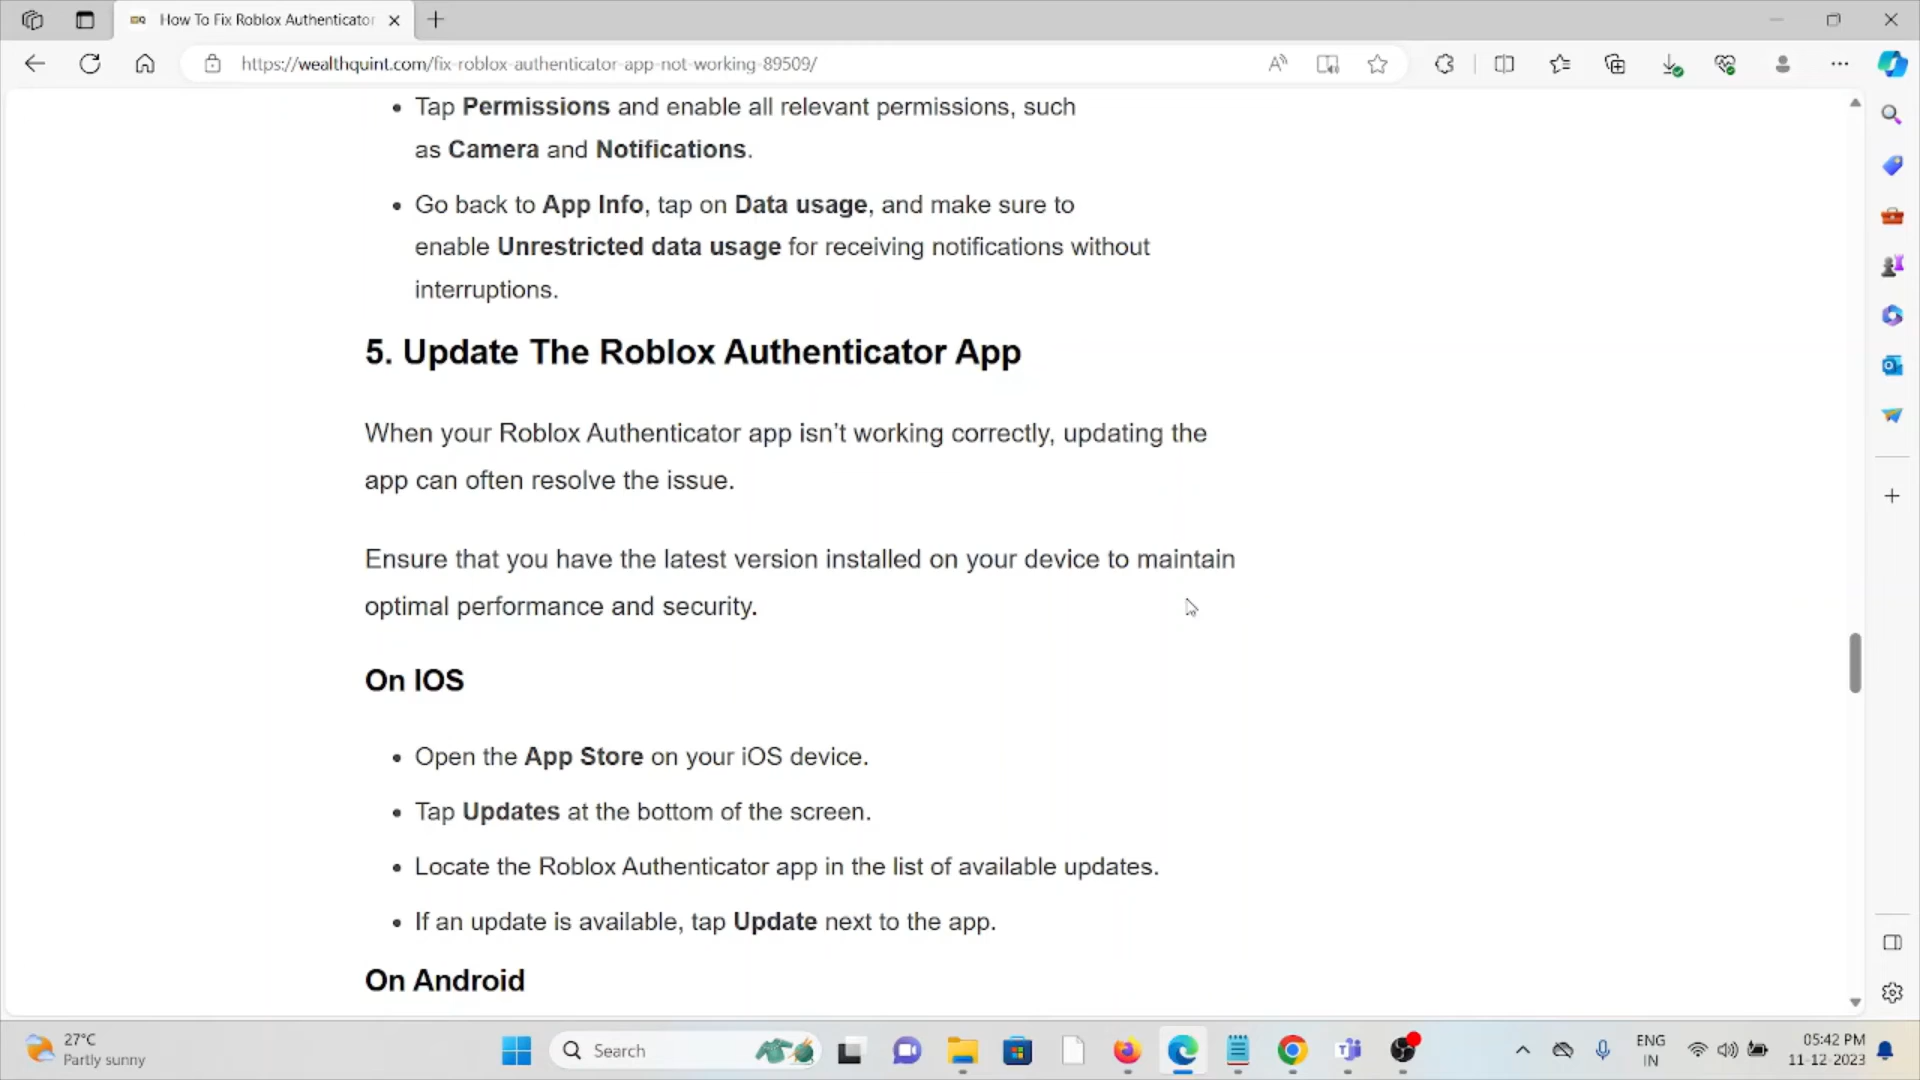 How To Fix Roblox Authenticator
https://wealthquint.com/fix-roblox-authenticator-app-not-working-89509/
• Tap Permissions and enable all relevant permissions, such
as Camera and Notifications.
• Go back to App Info, tap on Data usage, and make sure to
enable Unrestricted data usage for receiving notifications without
interruptions.
5. Update The Roblox Authenticator App
When your Roblox Authenticator app isn’t working correctly, updating the
app can often resolve the issue.
Ensure that you have the latest version installed on your device to maintain
optimal performance and security.
On IOS
• Open the App Store on your iOS device.
• Tap Updates at the bottom of the screen.
• Locate the Roblox Authenticator app in the list of available updates.
• If an update is available, tap Update next to the app.
On Android
27°C
Partly sunny
Search
ENG
IN
05:42 PM
11-12-2023